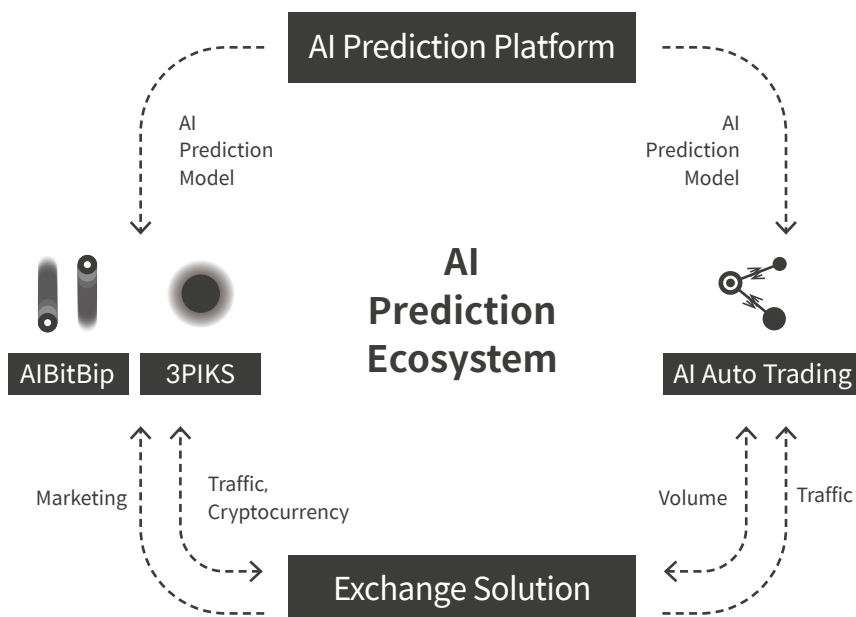 AI Prediction Platform
AI
Prediction
Model
AI
Prediction
Model
AI
Prediction
Ecosystem
AIBitBip
3PIKS
AI Auto Trading
Marketing
Traffic,
Cryptocurrency
Volume
Traffic
Exchange Solution